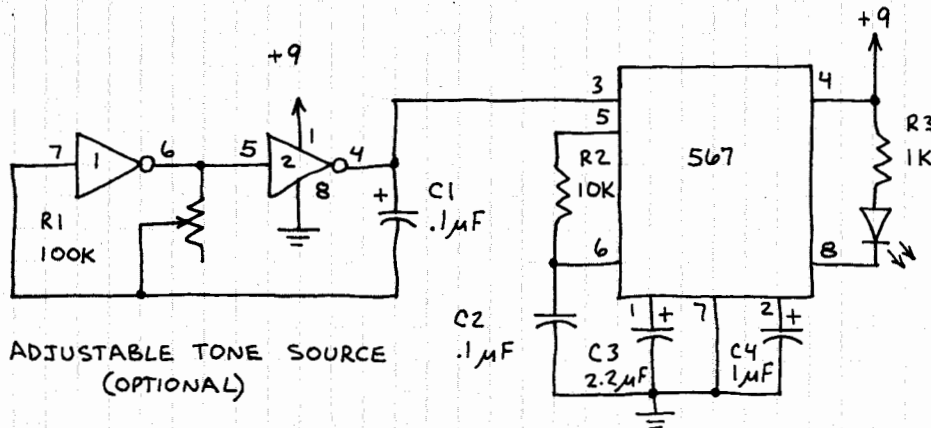 +9
+9
3
4
5
R3
1K
567
R2
10K
7
1
6
5
2
1
4
8
C1
+
.1µF
R1
100K
6
8
1
+
7
2
+
C2
.1µF
C3
2.2µF
C4
1µF
ADJUSTABLE TONE SOURCE
(OPTIONAL)